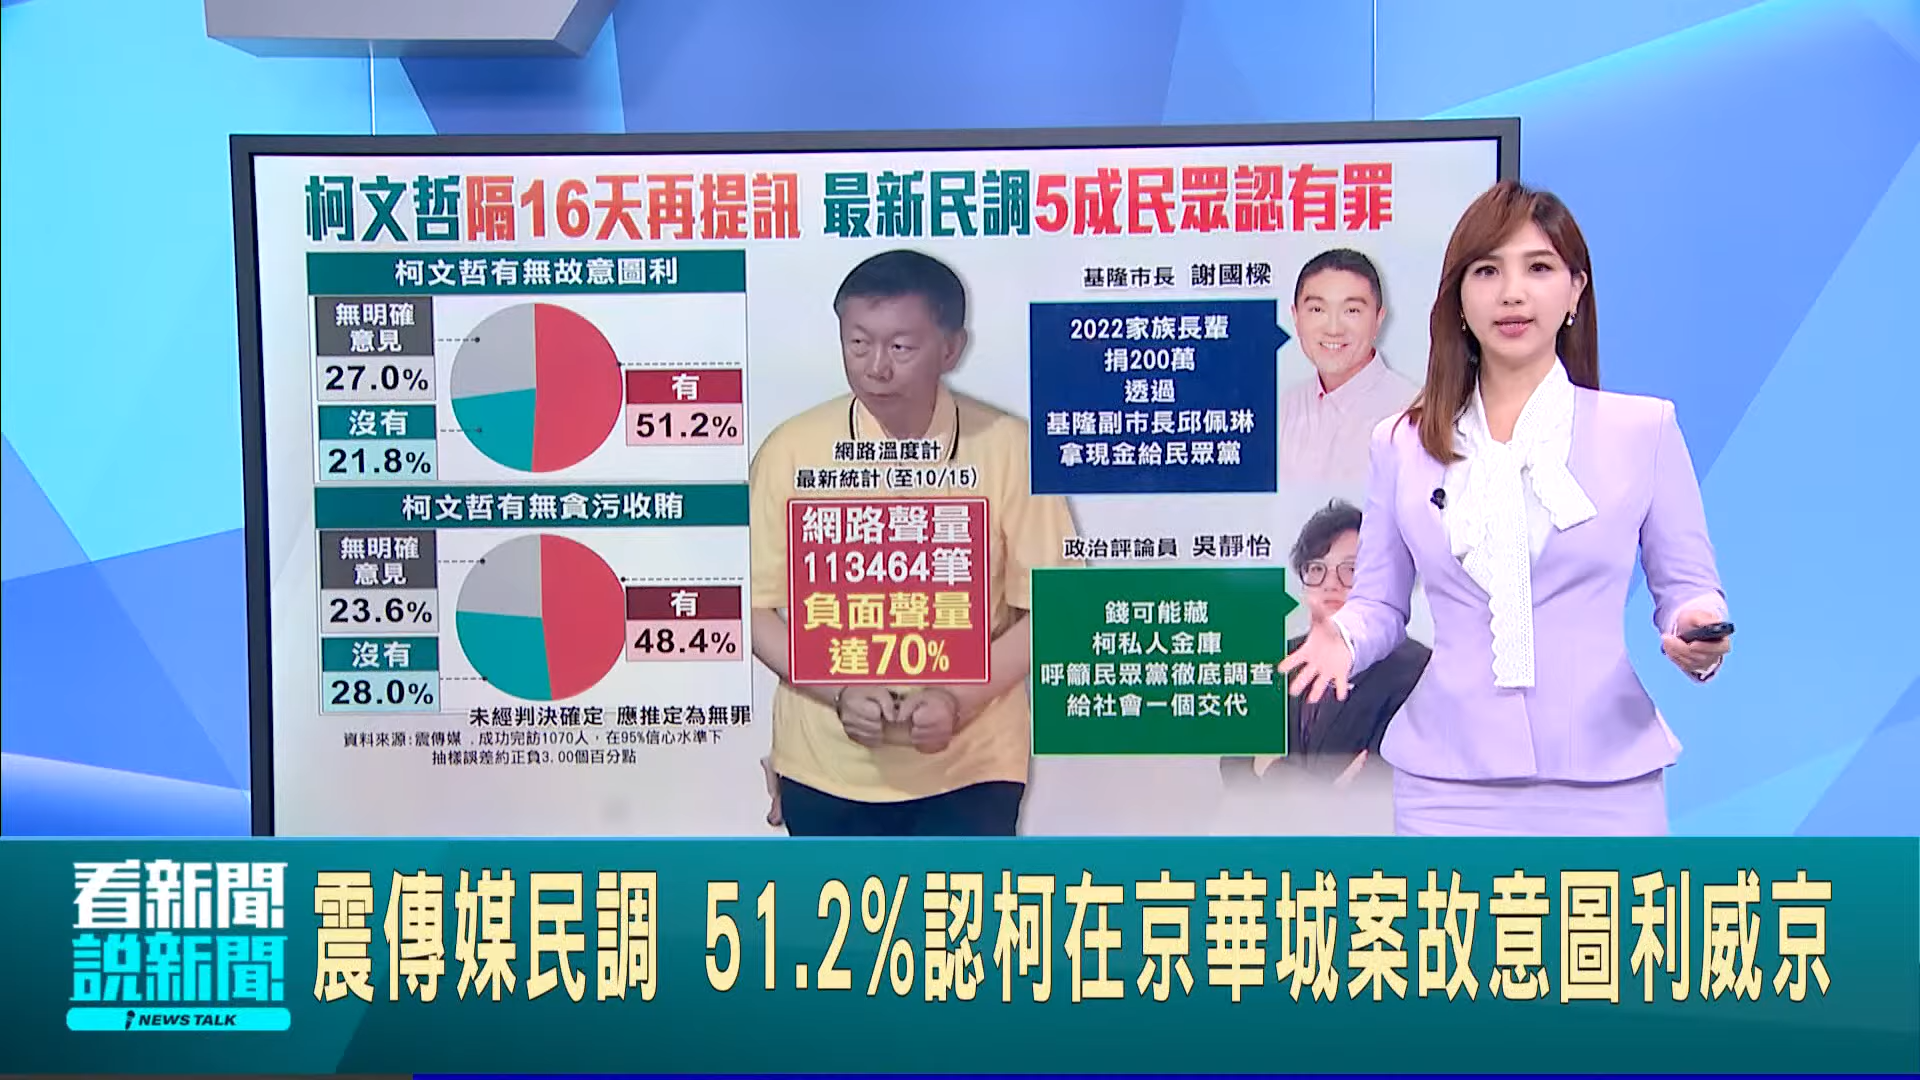 柯文哲隔16天再提訊 最新民調5成民眾認有罪
柯文哲有無故意圖利
無明確
意見
27.0%
沒有
21.8%
有
51.2%
柯文哲有無貪污收賄
無明確
意見
23.6%
沒有
28.0%
有
48.4%
未經判決確定 應推定為無罪
資料來源:震傳媒 ,成功完訪1070人,在95%信心水準下
抽樣誤差約正負3.00個百分點
網路溫度計
最新統計(至10/15)
網路聲量
113464筆
負面聲量
達70%
基隆市長 謝國樑
2022家族長輩
捐200萬
透過
基隆副市長邱佩琳
拿現金給民眾黨
政治評論員 吳靜怡
錢可能藏
柯私人金庫
呼籲民眾黨徹底調查
給社會一個交代
看新聞
說新聞
iNEWS TALK
震傳媒民調 51.2%認柯在京華城案故意圖利威京